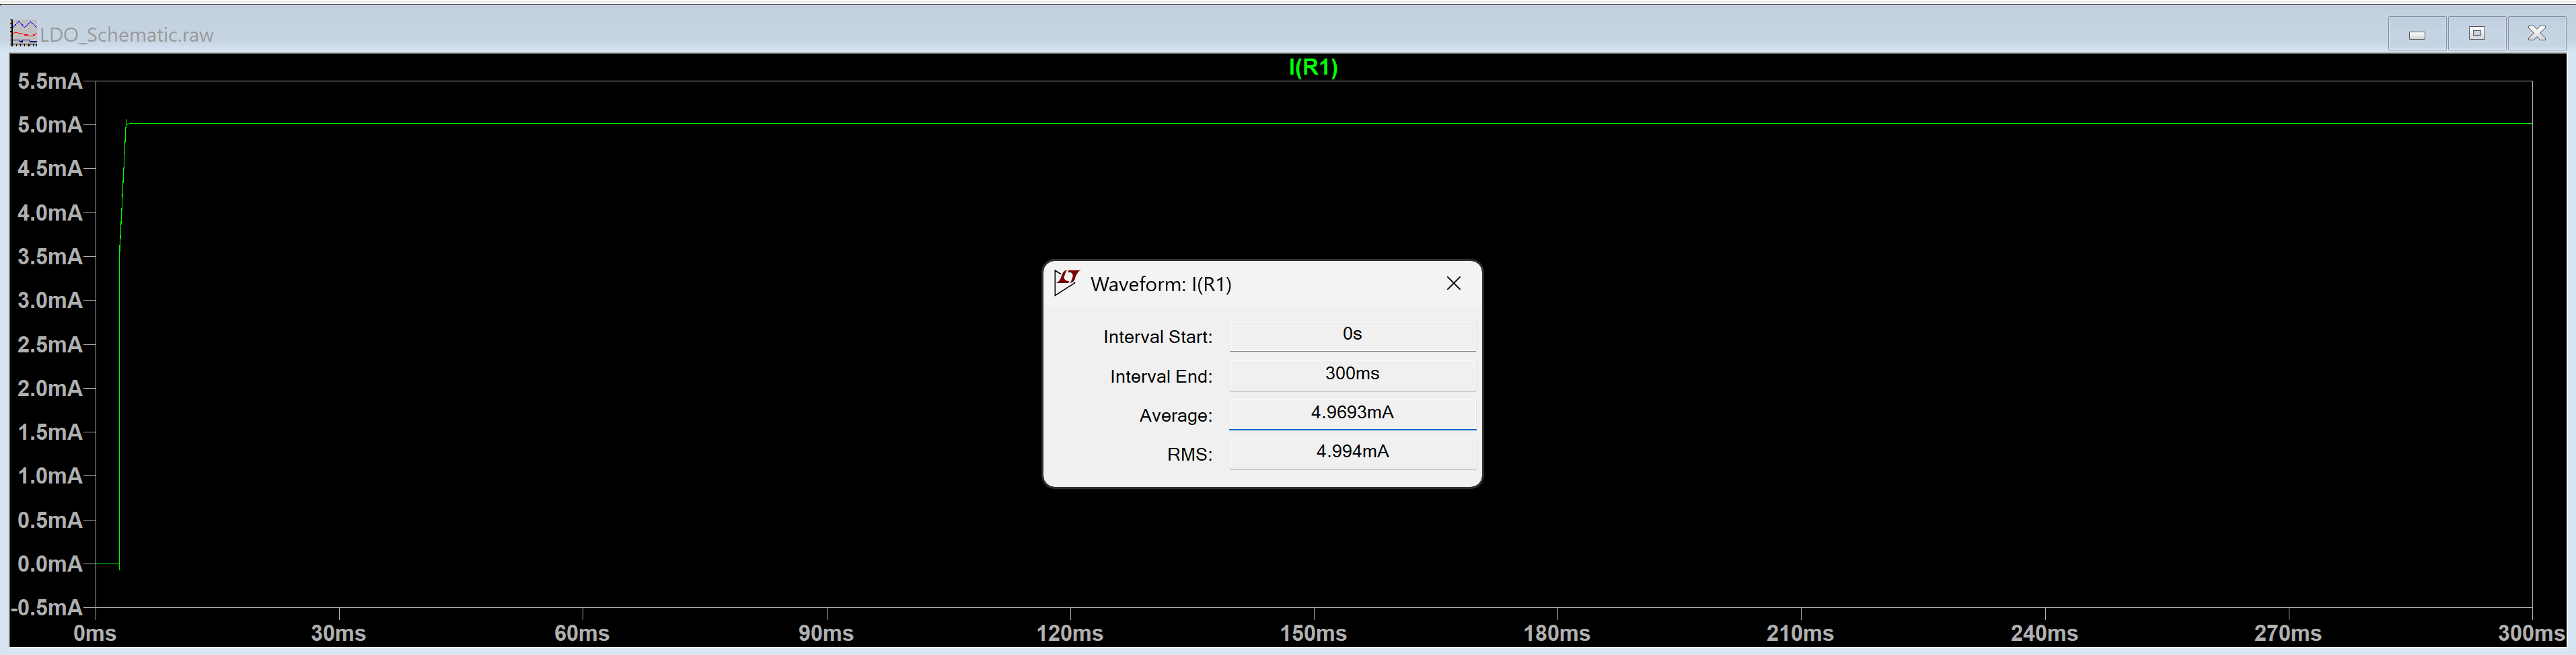 LDO_Schematic.raw
I(R1)
5.5mA
5.0mA
4.5mA
4.0mA
3.5mA
3.0mA
2.5mA
2.0mA
1.5mA
1.0mA
0.5mA
0.0mA
-0.5mA
0ms 30ms 60ms 90ms 120ms 150ms 180ms 210ms 240ms 270ms 300ms
Waveform: I(R1)
Interval Start: 0s
Interval End: 300ms
Average: 4.9693mA
RMS: 4.994mA